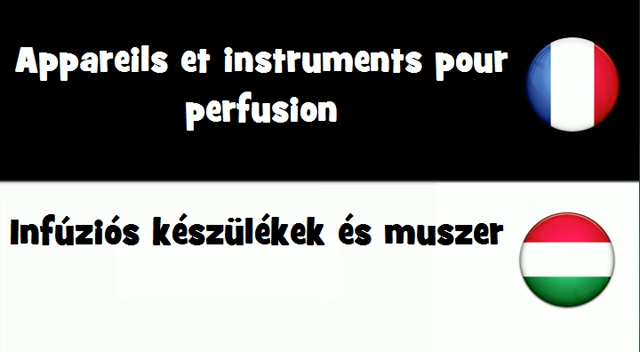 Appareils et instruments pour
perfusion
Infúziós készülékek és muszer